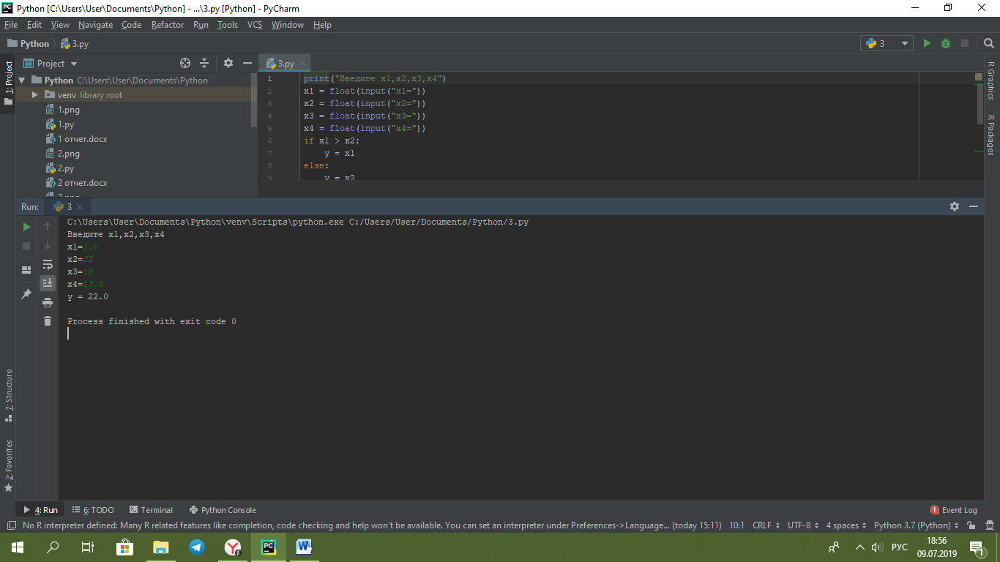 Python [C:\Users\User\Documents\Python] - ...\3.py [Python] - PyCharm
File Edit View Navigate Code Refactor Run Tools VCS Window Help
Python 3.py
3
1: Project
Project
3.py
Python C:\Users\User\Documents\Python
venv library root
1.png
1.py
1 отчет.docx
2.png
2.py
2 отчет.docx
1 print("Введите x1,x2,x3,x4")
2 x1 = float(input("x1="))
3 x2 = float(input("x2="))
4 x3 = float(input("x3="))
5 x4 = float(input("x4="))
6 if x1 > x2:
7 y = x1
8 else:
9 y = x2
R Graphics
R Packages
Run: 3
C:\Users\User\Documents\Python\venv\Scripts\python.exe C:/Users/User/Documents/Python/3.py
Введите x1,x2,x3,x4
x1=1.5
x2=22
x3=10
x4=13.4
y = 22.0
Process finished with exit code 0
7: Structure
2: Favorites
4: Run 6: TODO Terminal Python Console 1 Event Log
No R interpreter defined: Many R related features like completion, code checking and help won't be available. You can set an interpreter under Preferences->Language... (today 15:11) 10:1 CRLF UTF-8 4 spaces Python 3.7 (Python)
РУС
18:56
09.07.2019
1